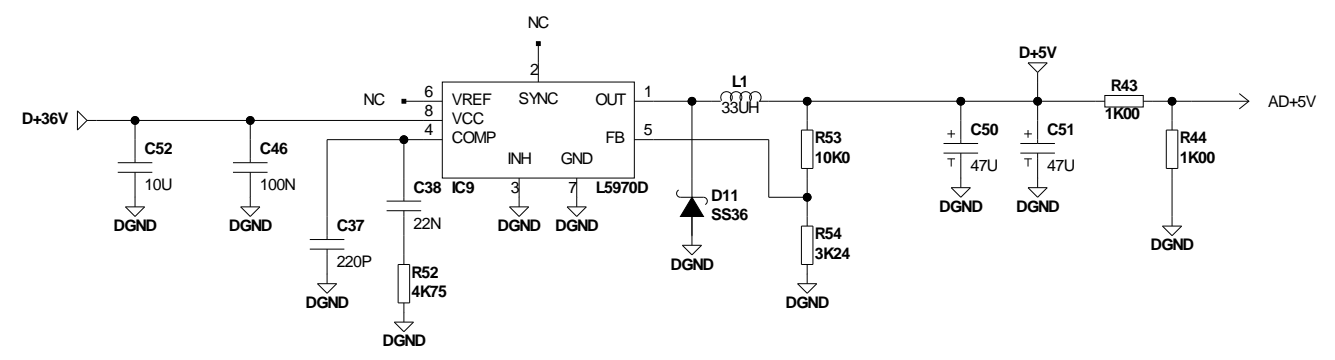 NC
2
D+5V
NC
6
VREF
SYNC
OUT
1
L1
33UH
R43
1K00
AD+5V
D+36V
8
VCC
4
COMP
FB
5
INH
GND
3
7
IC9
L5970D
DGND
DGND
C52
10U
DGND
C46
100N
DGND
C37
220P
DGND
C38
22N
R52
4K75
DGND
D11
SS36
DGND
R53
10K0
R54
3K24
DGND
+
C50
T
47U
DGND
+
C51
T
47U
DGND
R44
1K00
DGND